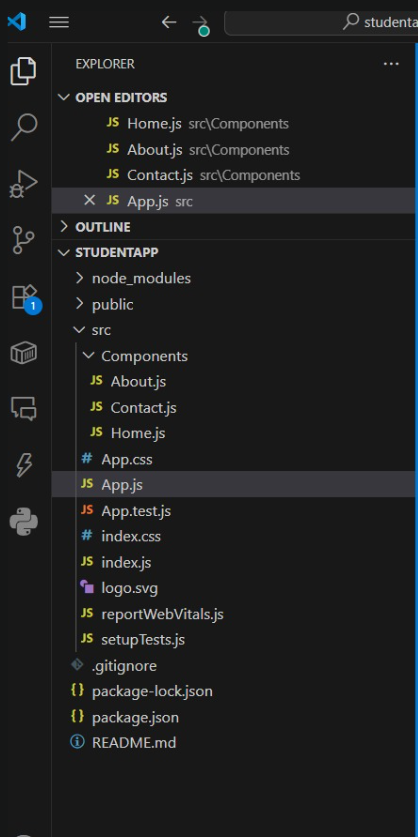 studenta
EXPLORER
OPEN EDITORS
JS Home.js src\Components
JS About.js src\Components
JS Contact.js src\Components
JS App.js src
OUTLINE
STUDENTAPP
node_modules
public
src
Components
JS About.js
JS Contact.js
JS Home.js
# App.css
JS App.js
JS App.test.js
# index.css
1
JS index.js
logo.svg
JS reportWebVitals.js
JS setupTests.js
.gitignore
{} package-lock.json
{} package.json
README.md